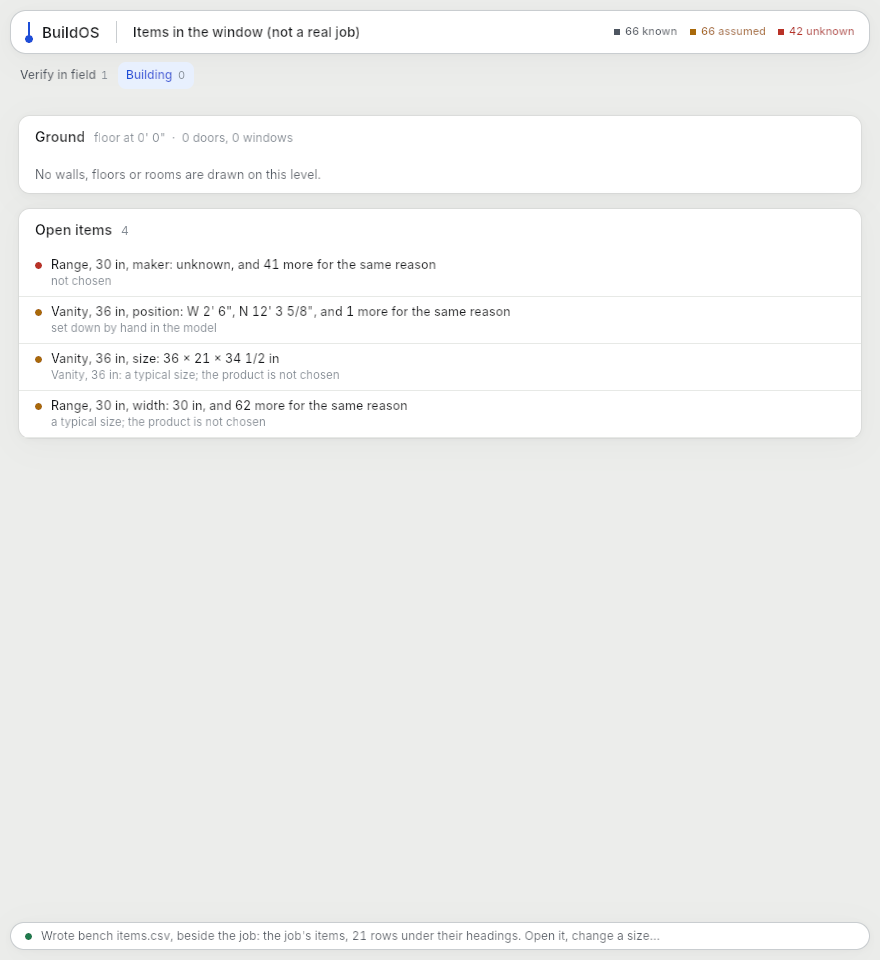 BuildOS
Items in the window (not a real job)
66 known
66 assumed
42 unknown
Verify in field 1
Building 0
Ground floor at 0' 0" · 0 doors, 0 windows
No walls, floors or rooms are drawn on this level.
Open items 4
Range, 30 in, maker: unknown, and 41 more for the same reason
not chosen
Vanity, 36 in, position: W 2' 6", N 12' 3 5/8", and 1 more for the same reason
set down by hand in the model
Vanity, 36 in, size: 36 × 21 × 34 1/2 in
Vanity, 36 in: a typical size; the product is not chosen
Range, 30 in, width: 30 in, and 62 more for the same reason
a typical size; the product is not chosen
Wrote bench items.csv, beside the job: the job's items, 21 rows under their headings. Open it, change a size...